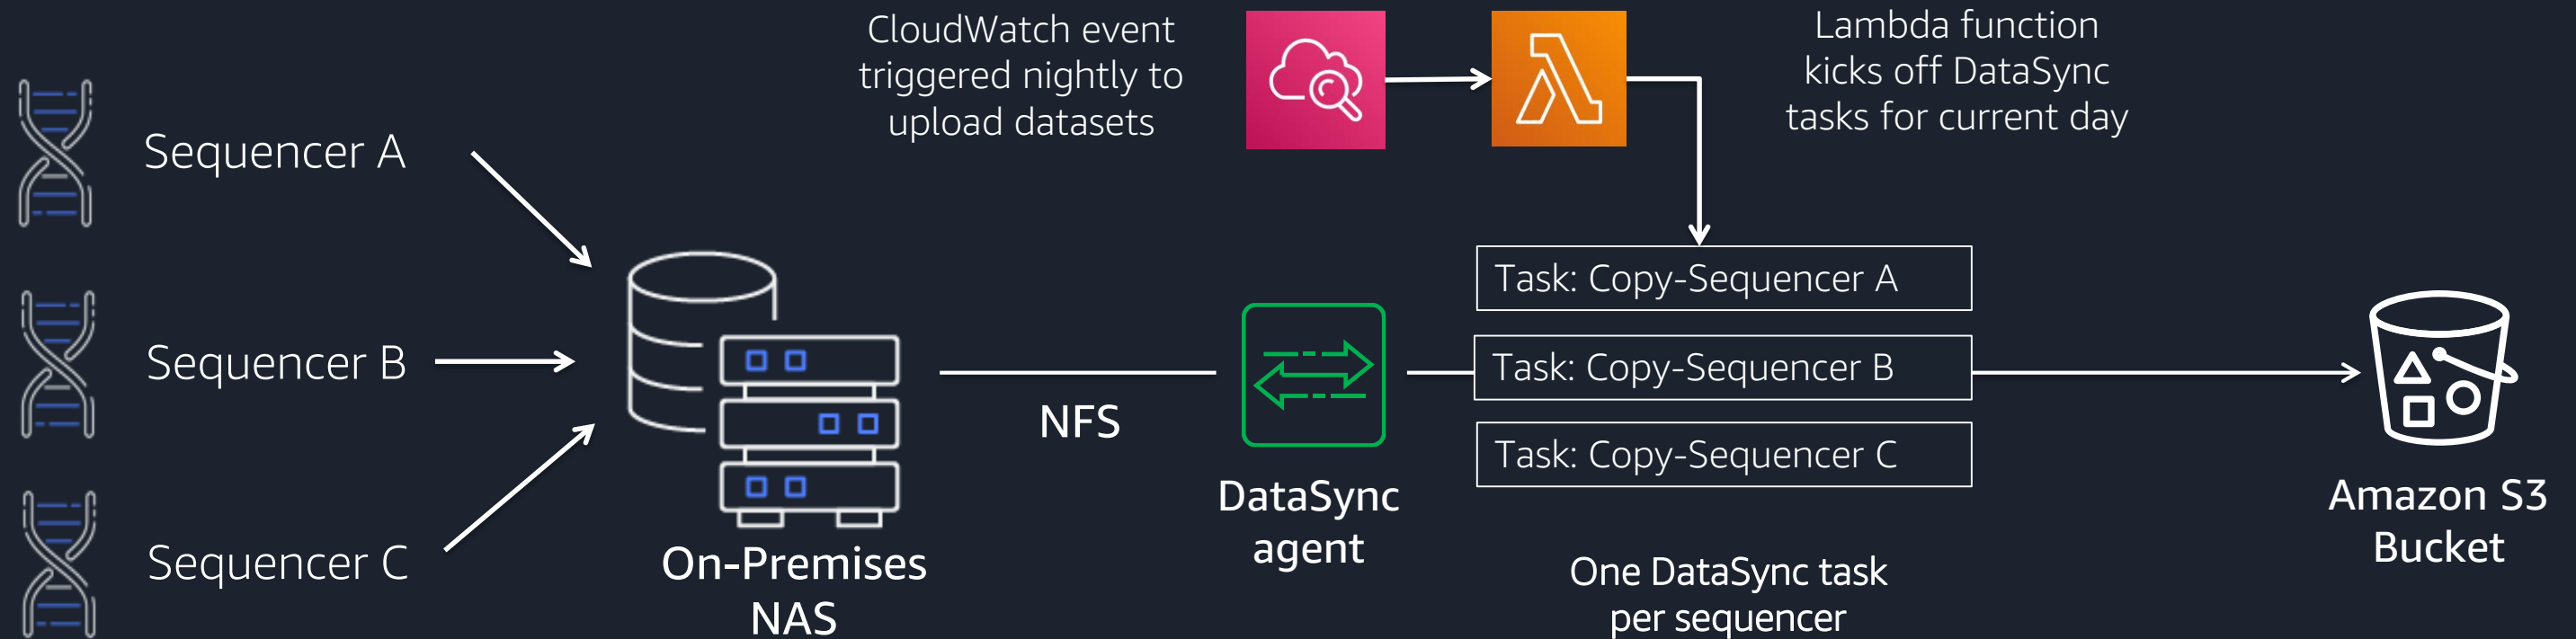 CloudWatch event
triggered nightly to
upload datasets
Lambda function
kicks off DataSync
tasks for current day
Sequencer A
Sequencer B
Sequencer C
On-Premises
NAS
NFS
DataSync
agent
Task: Copy-Sequencer A
Task: Copy-Sequencer B
Task: Copy-Sequencer C
One DataSync task
per sequencer
Amazon S3
Bucket